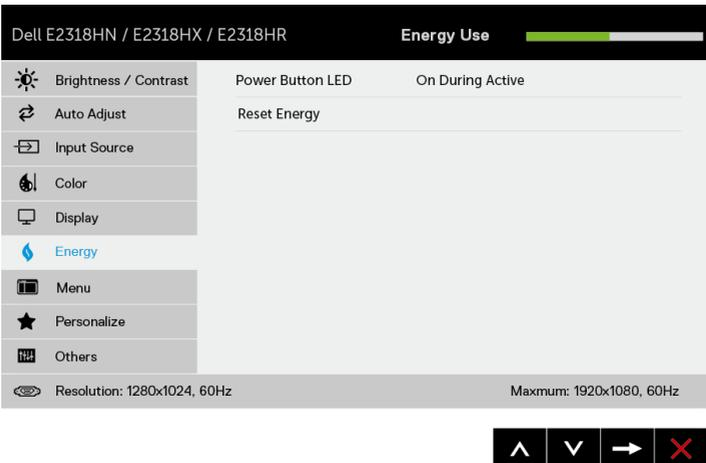 Dell E2318HN / E2318HX / E2318HR Energy Use
Brightness / Contrast Power Button LED On During Active
Auto Adjust Reset Energy
Input Source
Color
Display
Energy
Menu
Personalize
Others
Resolution: 1280x1024, 60Hz Maxmum: 1920x1080, 60Hz